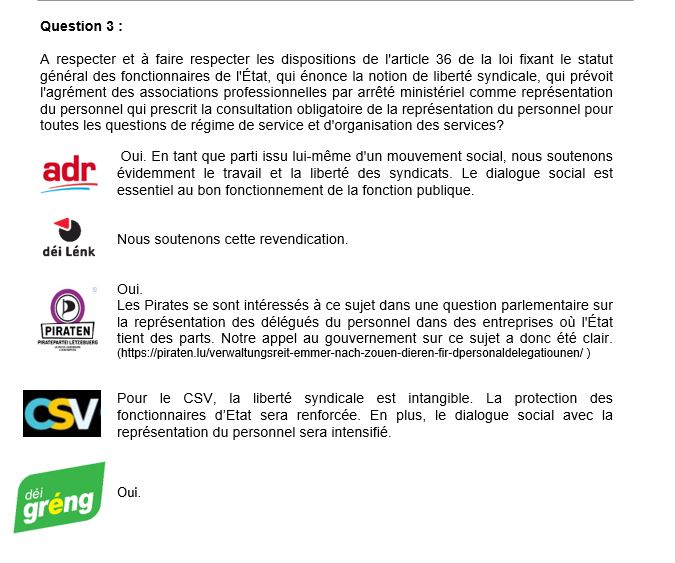 Question 3 :
A respecter et à faire respecter les dispositions de l'article 36 de la loi fixant le statut
général des fonctionnaires de l'État, qui énonce la notion de liberté syndicale, qui prévoit
l'agrément des associations professionnelles par arrêté ministériel comme représentation
du personnel qui prescrit la consultation obligatoire de la représentation du personnel pour
toutes les questions de régime de service et d'organisation des services?
adr
Oui. En tant que parti issu lui-même d'un mouvement social, nous soutenons
évidemment le travail et la liberté des syndicats. Le dialogue social est
essentiel au bon fonctionnement de la fonction publique.
déi Lénk
Nous soutenons cette revendication.
PIRATEN
PIRATEPARTEI LËTZEBUERG
Oui.
Les Pirates se sont intéressés à ce sujet dans une question parlementaire sur
la représentation des délégués du personnel dans des entreprises où l'État
tient des parts. Notre appel au gouvernement sur ce sujet a donc été clair.
(https://piraten.lu/verwaltungsreit-emmer-nach-zouen-dieren-fir-dpersonaldelegatiounen/ )
CSV
Pour le CSV, la liberté syndicale est intangible. La protection des
fonctionnaires d'Etat sera renforcée. En plus, le dialogue social avec la
représentation du personnel sera intensifié.
déi
gréng
Oui.